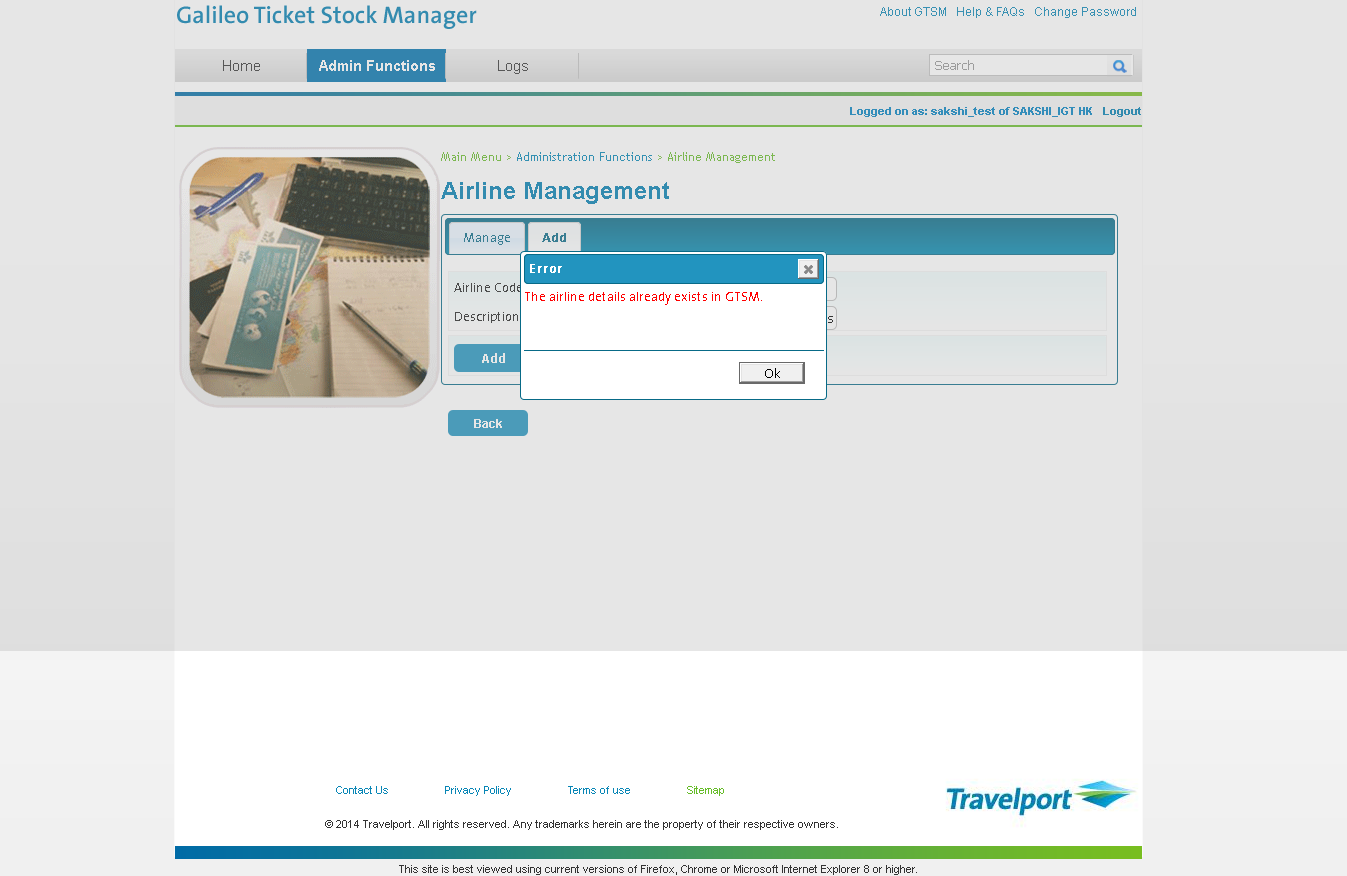 Galileo Ticket Stock Manager
About GTSM Help & FAQs Change Password
Home Admin Functions Logs Search
Logged on as: sakshi_test of SAKSHI_IGT HK Logout
Main Menu > Administration Functions > Airline Management
Airline Management
Manage Add
Error
Airline Code
The airline details already exists in GTSM.
Description
s
Add
Ok
Back
Contact Us Privacy Policy Terms of use Sitemap
Travelport
© 2014 Travelport. All rights reserved. Any trademarks herein are the property of their respective owners.
This site is best viewed using current versions of Firefox, Chrome or Microsoft Internet Explorer 8 or higher.